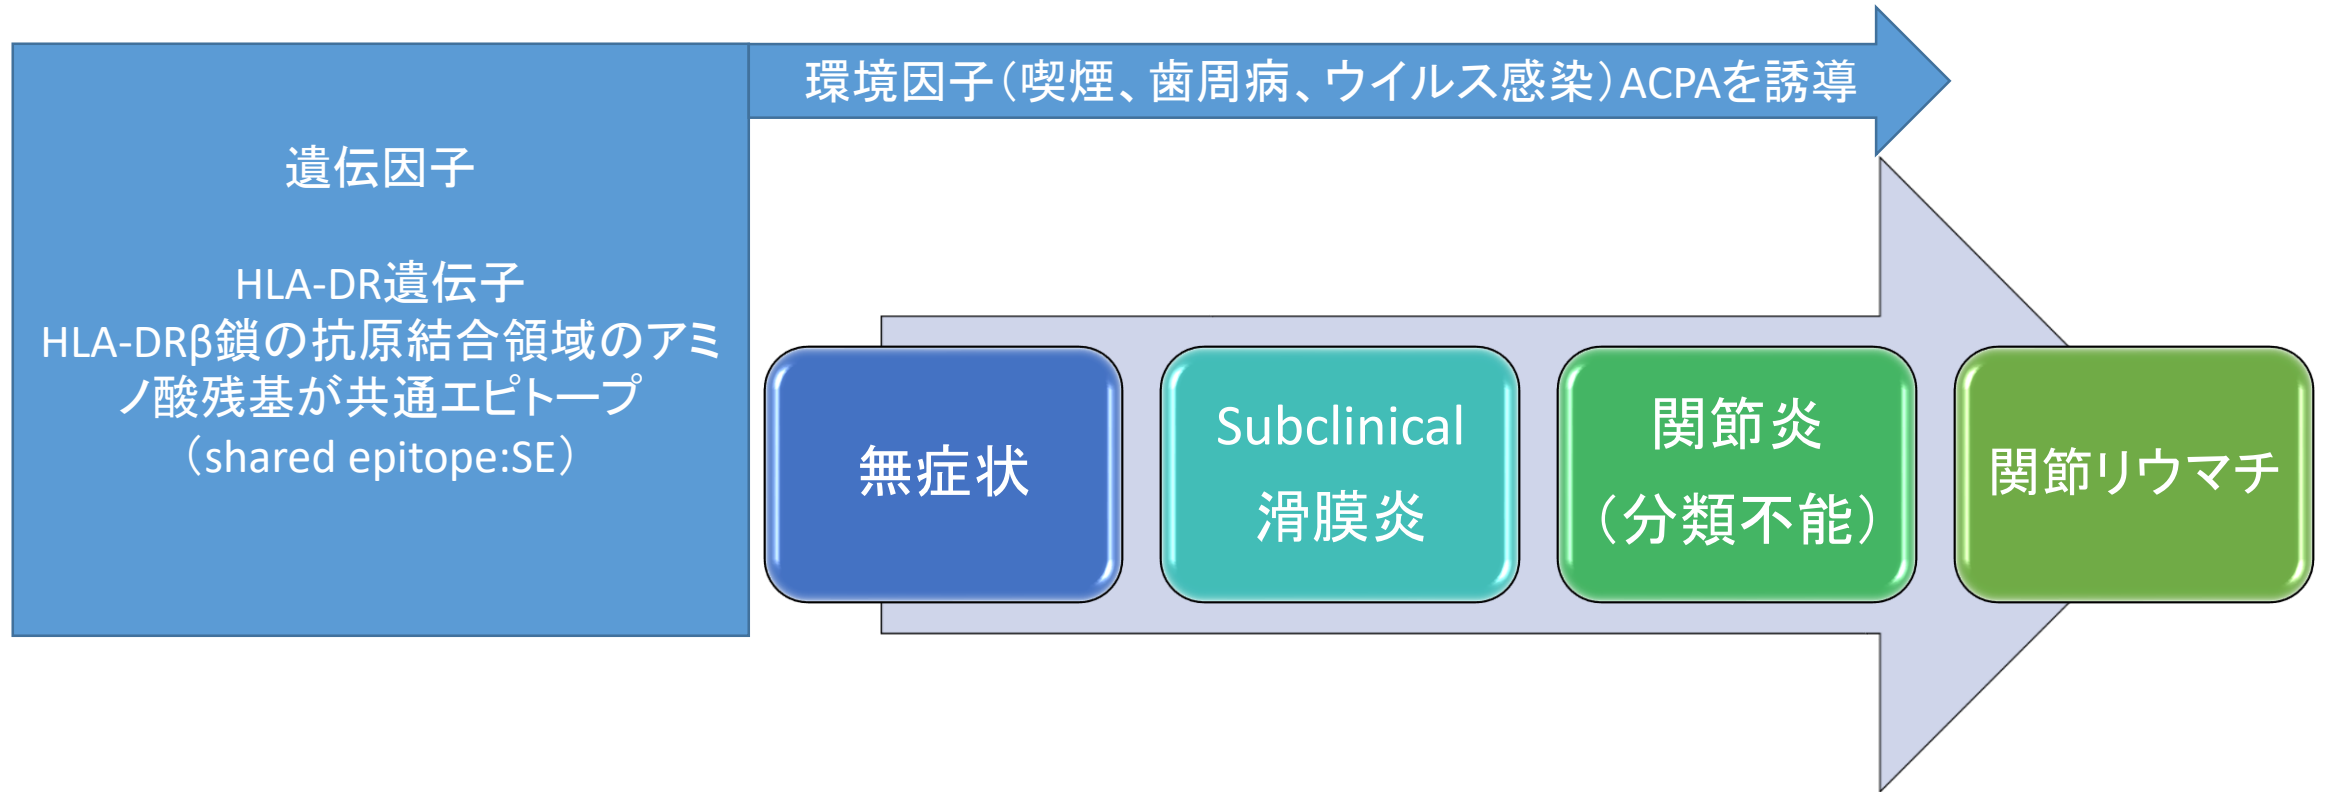 環境因子（喫煙、歯周病、ウイルス感染）ACPAを誘導
遺伝因子
HLA-DR遺伝子
HLA-DRβ鎖の抗原結合領域のアミ
ノ酸残基が共通エピトープ
（shared epitope:SE）
無症状
Subclinical
滑膜炎
関節炎
（分類不能）
関節リウマチ